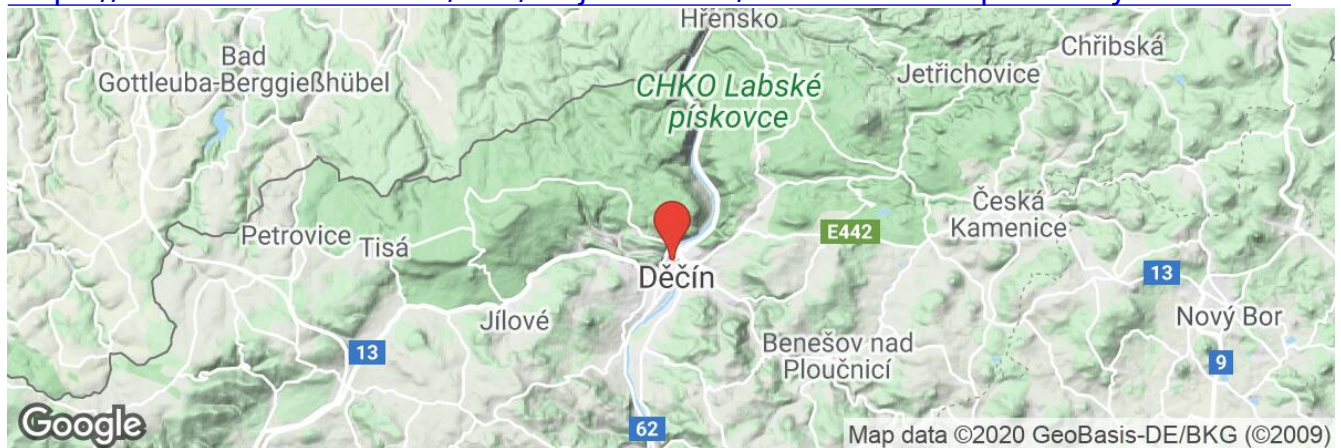 Hřensko
Chřibská
Bad
Gottleuba-Berggießhübel
Jetřichovice
CHKO Labské
pískovce
Česká
Kamenice
E442
Petrovice
Tisá
Děčín
13
Jílové
Nový Bor
Benešov nad
Ploučnicí
13
9
62
Google
Map data ©2020 GeoBasis-DE/BKG (©2009)